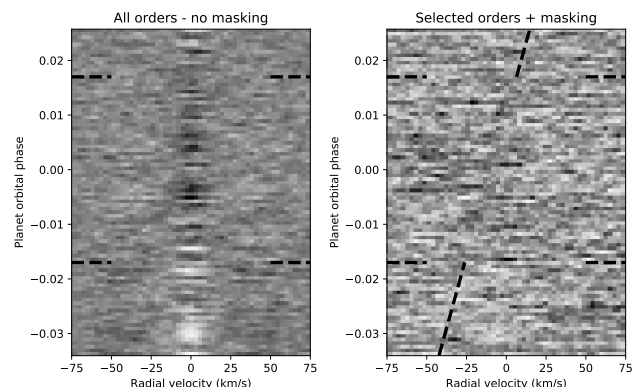 All orders - no masking
Selected orders + masking
Planet orbital phase
0.02
0.01
0.00
−0.01
−0.02
−0.03
−75 −50 −25 0 25 50 75
Radial velocity (km/s)
Planet orbital phase
0.02
0.01
0.00
−0.01
−0.02
−0.03
−75 −50 −25 0 25 50 75
Radial velocity (km/s)